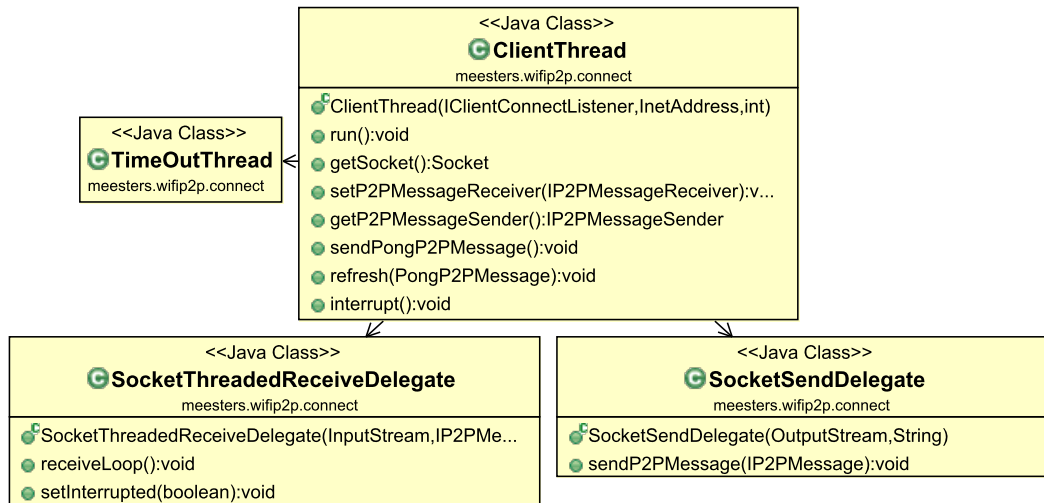 <<Java Class>>
ClientThread
meesters.wifip2p.connect
ClientThread(IClientConnectListener,InetAddress,int)
run():void
getSocket():Socket
setP2PMessageReceiver(IP2PMessageReceiver):v...
getP2PMessageSender():IP2PMessageSender
sendPongP2PMessage():void
refresh(PongP2PMessage):void
interrupt():void
<<Java Class>>
TimeOutThread
meesters.wifip2p.connect
<<Java Class>>
SocketThreadedReceiveDelegate
meesters.wifip2p.connect
SocketThreadedReceiveDelegate(InputStream,IP2PMe...
receiveLoop():void
setInterrupted(boolean):void
<<Java Class>>
SocketSendDelegate
meesters.wifip2p.connect
SocketSendDelegate(OutputStream,String)
sendP2PMessage(IP2PMessage):void